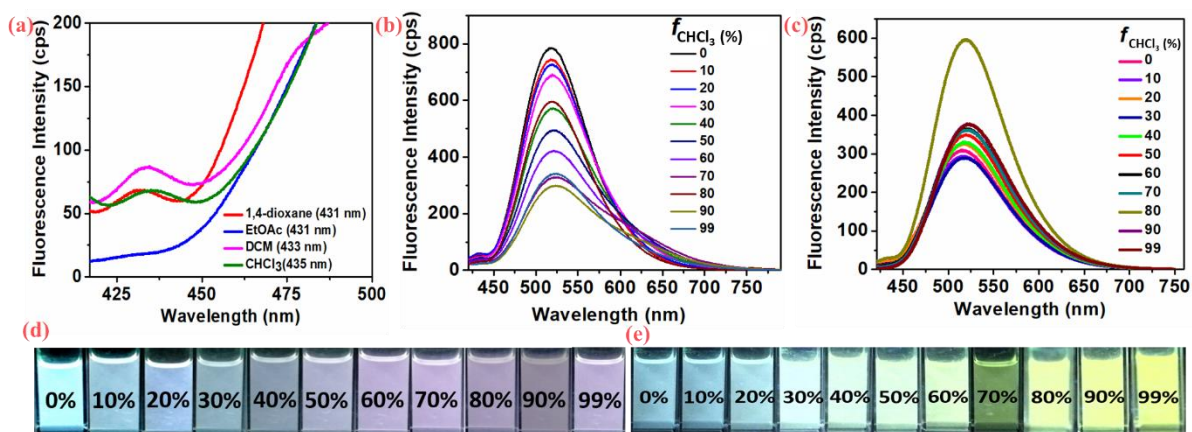 (a)
200
150
100
50
0
425
450
475
500
Fluorescence Intensity (cps)
Wavelength (nm)
1,4-dioxane (431 nm)
EtOAc (431 nm)
DCM (433 nm)
CHCl3(435 nm)
(b)
800
600
400
200
0
450 500 550 600 650 700 750
Fluorescence Intensity (cps)
Wavelength (nm)
fCHCl3 (%)
0
10
20
30
40
50
60
70
80
90
99
(c)
600
500
400
300
200
100
0
450 500 550 600 650 700 750
Fluorescence Intensity (cps)
Wavelength (nm)
fCHCl3 (%)
0
10
20
30
40
50
60
70
80
90
99
(d)
0% 10% 20% 30% 40% 50% 60% 70% 80% 90% 99%
(e)
0% 10% 20% 30% 40% 50% 60% 70% 80% 90% 99%